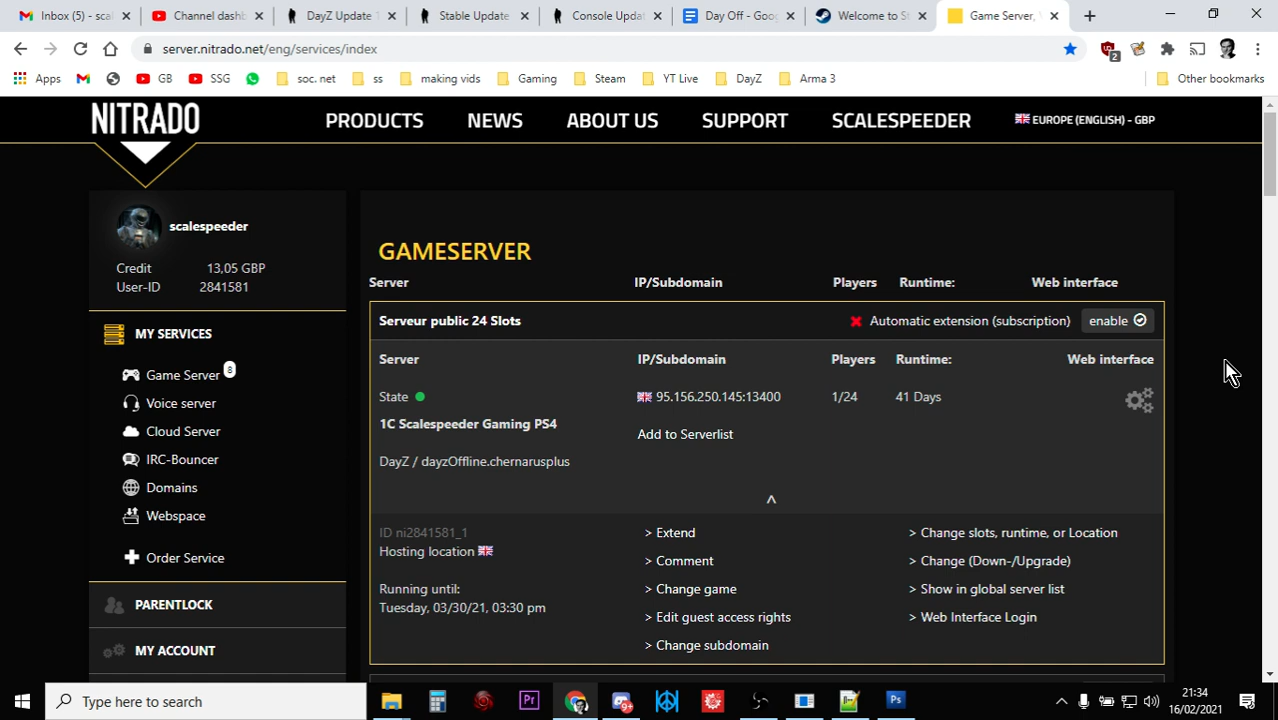 Inbox (5) - scal
Channel dashb
DayZ Update 1
Stable Update
Console Upda
Day Off - Goog
Welcome to St
Game Server, V
server.nitrado.net/eng/services/index
Apps
GB
SSG
soc. net
ss
making vids
Gaming
Steam
YT Live
DayZ
Arma 3
Other bookmarks
2
NITRADO
PRODUCTS
NEWS
ABOUT US
SUPPORT
SCALESPEEDER
EUROPE (ENGLISH) - GBP
scalespeeder
Credit 13,05 GBP
User-ID 2841581
MY SERVICES
Game Server 8
Voice server
Cloud Server
IRC-Bouncer
Domains
Webspace
Order Service
PARENTLOCK
MY ACCOUNT
GAMESERVER
Server IP/Subdomain Players Runtime: Web interface
Serveur public 24 Slots Automatic extension (subscription) enable
Server IP/Subdomain Players Runtime: Web interface
State 95.156.250.145:13400 1/24 41 Days
1C Scalespeeder Gaming PS4
Add to Serverlist
DayZ / dayzOffline.chernarusplus
^
ID ni2841581_1
Hosting location
Running until:
Tuesday, 03/30/21, 03:30 pm
> Extend
> Comment
> Change game
> Edit guest access rights
> Change subdomain
> Change slots, runtime, or Location
> Change (Down-/Upgrade)
> Show in global server list
> Web Interface Login
Type here to search
Pr
Ps
21:34
16/02/2021